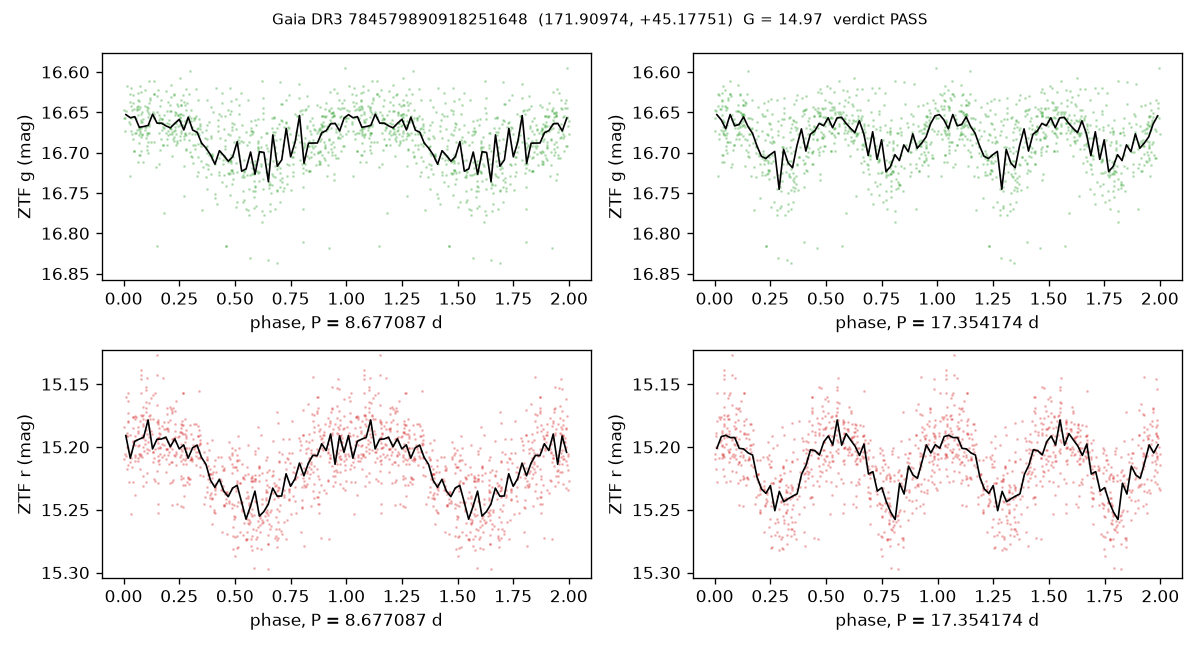 Gaia DR3 784579890918251648 (171.90974, +45.17751) G = 14.97 verdict PASS
ZTF g (mag)
16.60
16.65
16.70
16.75
16.80
16.85
0.00 0.25 0.50 0.75 1.00 1.25 1.50 1.75 2.00
phase, P = 8.677087 d
ZTF g (mag)
16.60
16.65
16.70
16.75
16.80
16.85
0.00 0.25 0.50 0.75 1.00 1.25 1.50 1.75 2.00
phase, P = 17.354174 d
ZTF r (mag)
15.15
15.20
15.25
15.30
0.00 0.25 0.50 0.75 1.00 1.25 1.50 1.75 2.00
phase, P = 8.677087 d
ZTF r (mag)
15.15
15.20
15.25
15.30
0.00 0.25 0.50 0.75 1.00 1.25 1.50 1.75 2.00
phase, P = 17.354174 d